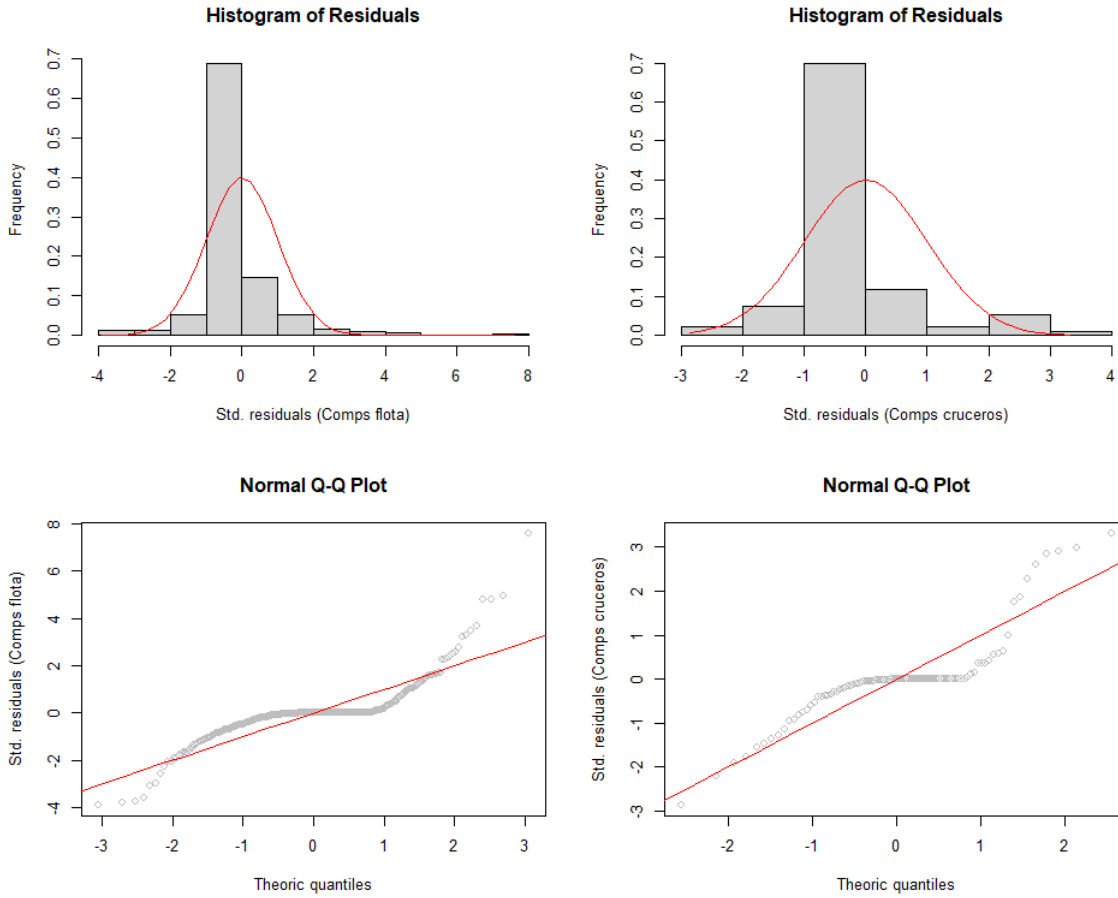 Histogram of Residuals
Frequency
0.0 0.1 0.2 0.3 0.4 0.5 0.6 0.7
-4 -2 0 2 4 6 8
Std. residuals (Comps flota)
Histogram of Residuals
Frequency
0.0 0.1 0.2 0.3 0.4 0.5 0.6 0.7
-3 -2 -1 0 1 2 3 4
Std. residuals (Comps cruceros)
Normal Q-Q Plot
Std. residuals (Comps flota)
-4 -2 0 2 4 6 8
-3 -2 -1 0 1 2 3
Theoric quantiles
Normal Q-Q Plot
Std. residuals (Comps cruceros)
-3 -2 -1 0 1 2 3
-2 -1 0 1 2
Theoric quantiles